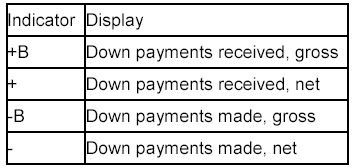 Indicator Display
+B Down payments received, gross
+ Down payments received, net
-B Down payments made, gross
- Down payments made, net